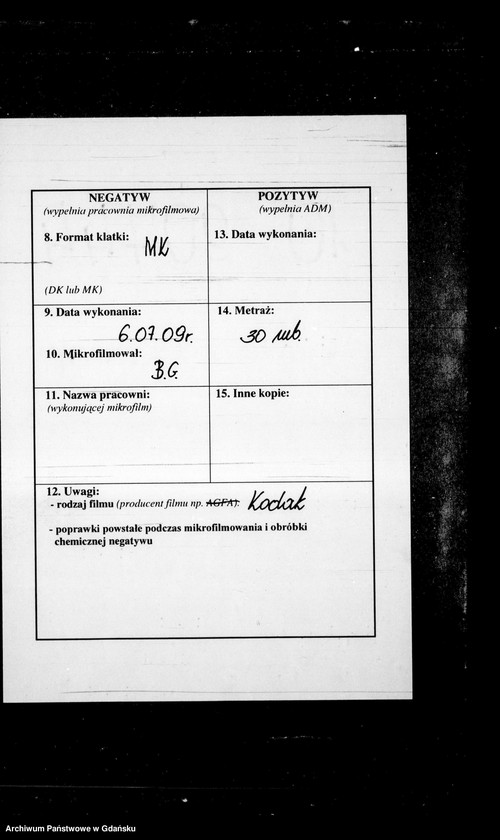 NEGATYW
(wypełnia pracownia mikrofilmowa)
8. Format klatki: MK
(DK lub MK)
9. Data wykonania:
6.07.09r.
10. Mikrofilmował:
B.G.
11. Nazwa pracowni:
(wykonującej mikrofilm)
POZYTYW
(wypełnia ADM)
13. Data wykonania:
14. Metraż:
30 mb.
15. Inne kopie:
12. Uwagi:
- rodzaj filmu (producent filmu np. AGFA): Kodak
- poprawki powstałe podczas mikrofilmowania i obróbki
chemicznej negatywu
Archiwum Państwowe w Gdańsku